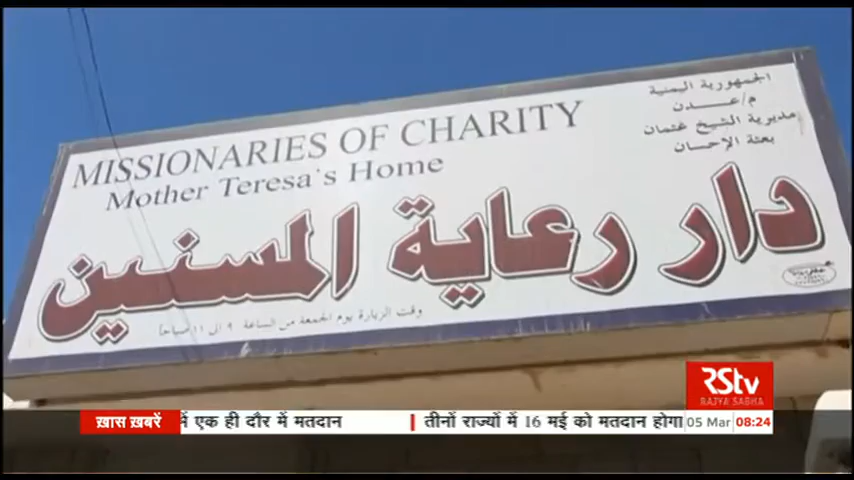 MISSIONARIES OF CHARITY
Mother Teresa's Home
الجمهورية اليمنية
م/عدن
مديرية الشيخ عثمان
بعثة الإحسان
دار رعاية المسنين
وقت الزيارة يوم الجمعة من الساعة ٩ الى ١١ صباحا
RSTV
RAJYA SABHA
ख़ास ख़बरें
में एक ही दौर में मतदान
तीनों राज्यों में 16 मई को मतदान होगा
05 Mar 08:24